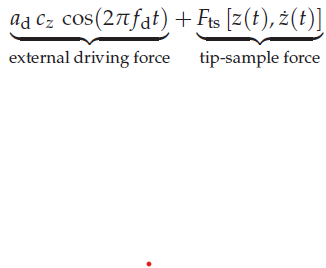 a_d c_z cos(2πf_d t) + F_ts [z(t), ż(t)]
external driving force tip-sample force